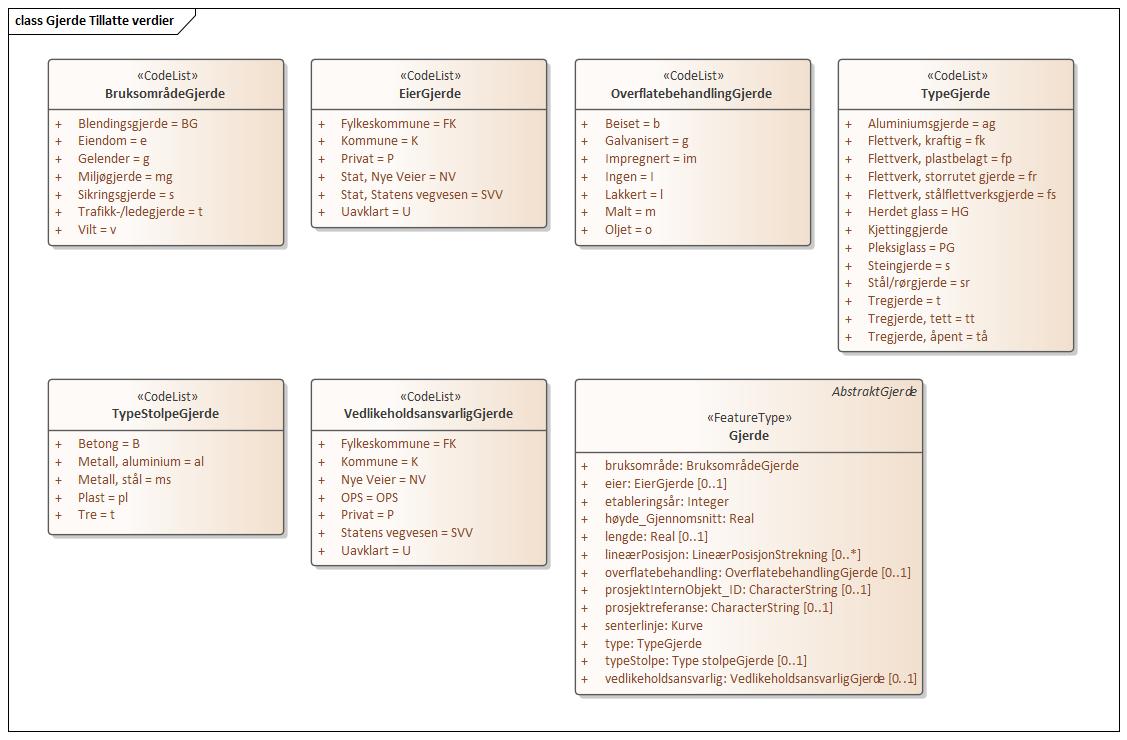 class Gjerde Tillatte verdier
«CodeList»
BruksområdeGjerde
+ Blendingsgjerde = BG
+ Eiendom = e
+ Gelender = g
+ Miljøgjerde = mg
+ Sikringsgjerde = s
+ Trafikk-/ledegjerde = t
+ Vilt = v
«CodeList»
EierGjerde
+ Fylkeskommune = FK
+ Kommune = K
+ Privat = P
+ Stat, Nye Veier = NV
+ Stat, Statens vegvesen = SVV
+ Uavklart = U
«CodeList»
OverflatebehandlingGjerde
+ Beiset = b
+ Galvanisert = g
+ Impregnert = im
+ Ingen = I
+ Lakkert = l
+ Malt = m
+ Oljet = o
«CodeList»
TypeGjerde
+ Aluminiumsgjerde = ag
+ Flettverk, kraftig = fk
+ Flettverk, plastbelagt = fp
+ Flettverk, storrutet gjerde = fr
+ Flettverk, stålflettverksgjerde = fs
+ Herdet glass = HG
+ Kjettinggjerde
+ Pleksiglass = PG
+ Steingjerde = s
+ Stål/rørgjerde = sr
+ Tregjerde = t
+ Tregjerde, tett = tt
+ Tregjerde, åpent = tå
«CodeList»
TypeStolpeGjerde
+ Betong = B
+ Metall, aluminium = al
+ Metall, stål = ms
+ Plast = pl
+ Tre = t
«CodeList»
VedlikeholdsansvarligGjerde
+ Fylkeskommune = FK
+ Kommune = K
+ Nye Veier = NV
+ OPS = OPS
+ Privat = P
+ Statens vegvesen = SVV
+ Uavklart = U
AbstraktGjerde
«FeatureType»
Gjerde
+ bruksområde: BruksområdeGjerde
+ eier: EierGjerde [0..1]
+ etableringsår: Integer
+ høyde_Gjennomsnitt: Real
+ lengde: Real [0..1]
+ lineærPosisjon: LineærPosisjonStrekning [0..*]
+ overflatebehandling: OverflatebehandlingGjerde [0..1]
+ prosjektInternObjekt_ID: CharacterString [0..1]
+ prosjektreferanse: CharacterString [0..1]
+ senterlinje: Kurve
+ type: TypeGjerde
+ typeStolpe: Type stolpeGjerde [0..1]
+ vedlikeholdsansvarlig: VedlikeholdsansvarligGjerde [0..1]